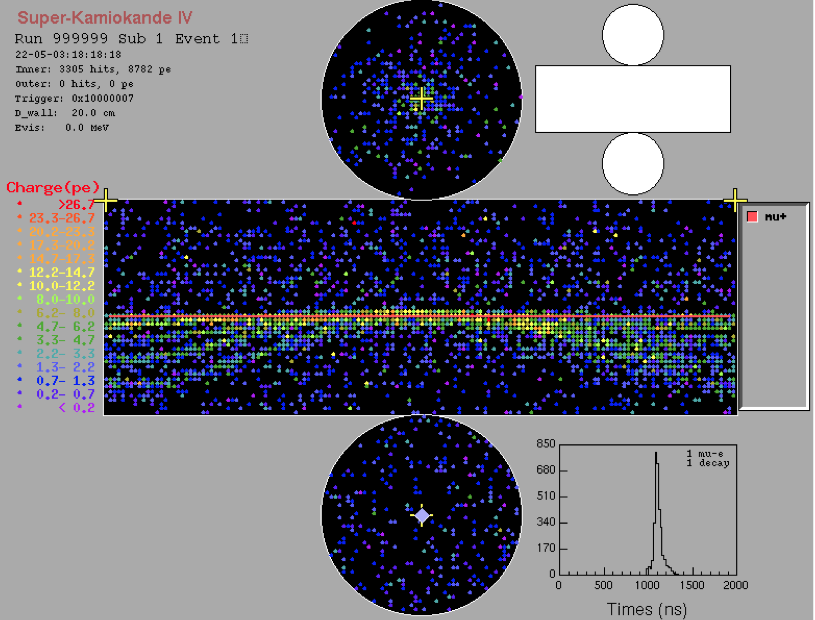 Super-Kamiokande IV
Run 999999 Sub 1 Event 1
22-05-03:18:18:18
Inner: 3305 hits, 8782 pe
Outer: 0 hits, 0 pe
Trigger: 0x10000007
D_wall: 20.0 cm
Evis: 0.0 MeV
Charge(pe)
>26.7
23.3-26.7
20.2-23.3
17.3-20.2
14.7-17.3
12.2-14.7
10.0-12.2
8.0-10.0
6.2- 8.0
4.7- 6.2
3.3- 4.7
2.2- 3.3
1.3- 2.2
0.7- 1.3
0.2- 0.7
< 0.2
mu+
850
680
510
340
170
0
1 mu-e
1 decay
0 500 1000 1500 2000
Times (ns)